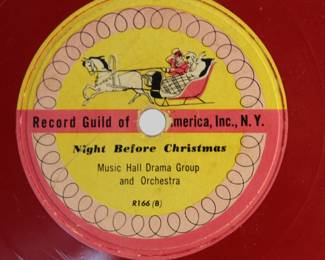 Record Guild of merica, Inc., N. Y.
Night Before Christmas
Music Hall Drama Group
and Orchestra
R166 (B)